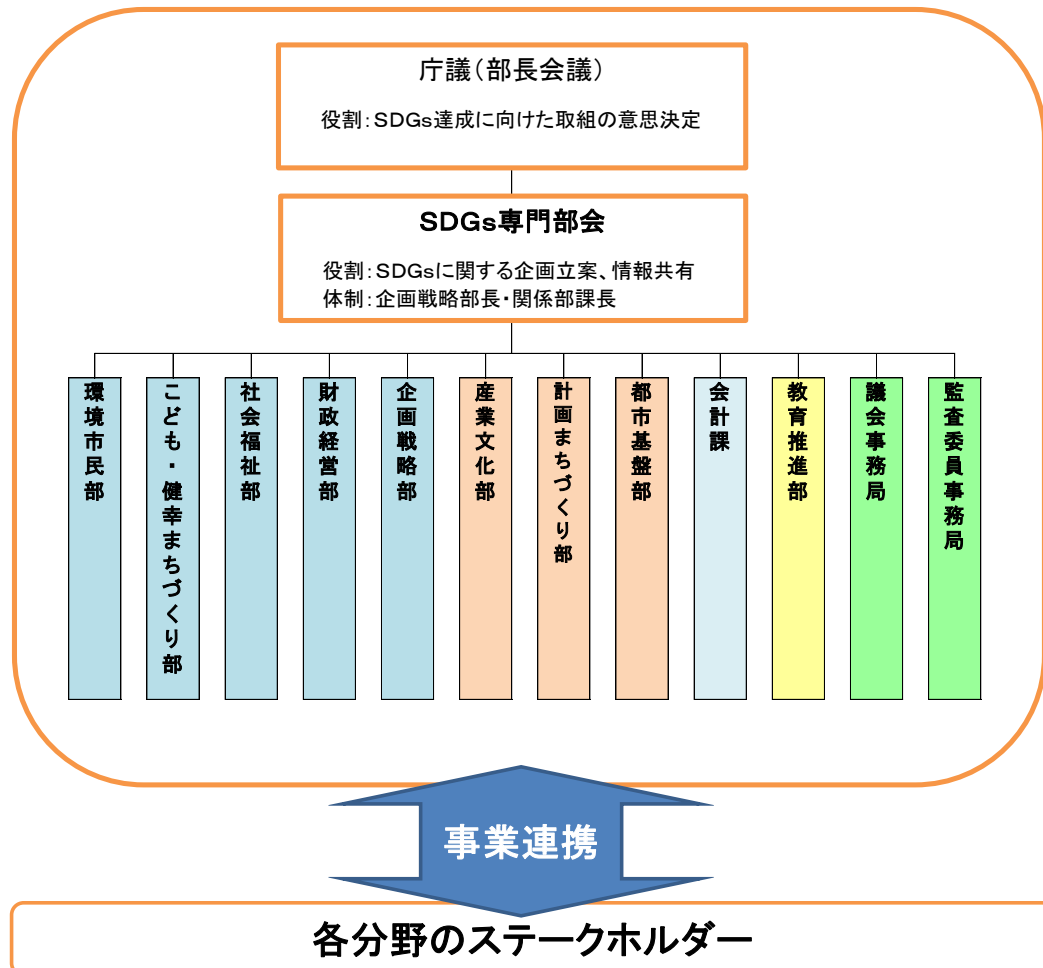 庁議(部長会議)
役割:SDGs達成に向けた取組の意思決定
SDGs専門部会
役割:SDGsに関する企画立案、情報共有
体制:企画戦略部長・関係部課長
環境市民部
こども・健幸まちづくり部
社会福祉部
財政経営部
企画戦略部
産業文化部
計画まちづくり部
都市基盤部
会計課
教育推進部
議会事務局
監査委員事務局
事業連携
各分野のステークホルダー